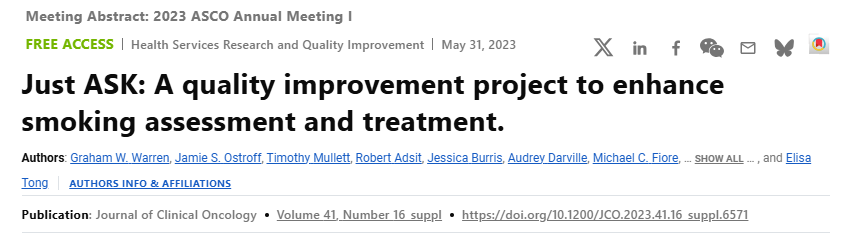 Meeting Abstract: 2023 ASCO Annual Meeting I
FREE ACCESS | Health Services Research and Quality Improvement | May 31, 2023
Just ASK: A quality improvement project to enhance
smoking assessment and treatment.
Authors: Graham W. Warren, Jamie S. Ostroff, Timothy Mullett, Robert Adsit, Jessica Burris, Audrey Darville, Michael C. Fiore, ... SHOW ALL ... , and Elisa
Tong | AUTHORS INFO & AFFILIATIONS
Publication: Journal of Clinical Oncology • Volume 41, Number 16_suppl • https://doi.org/10.1200/JCO.2023.41.16_suppl.6571